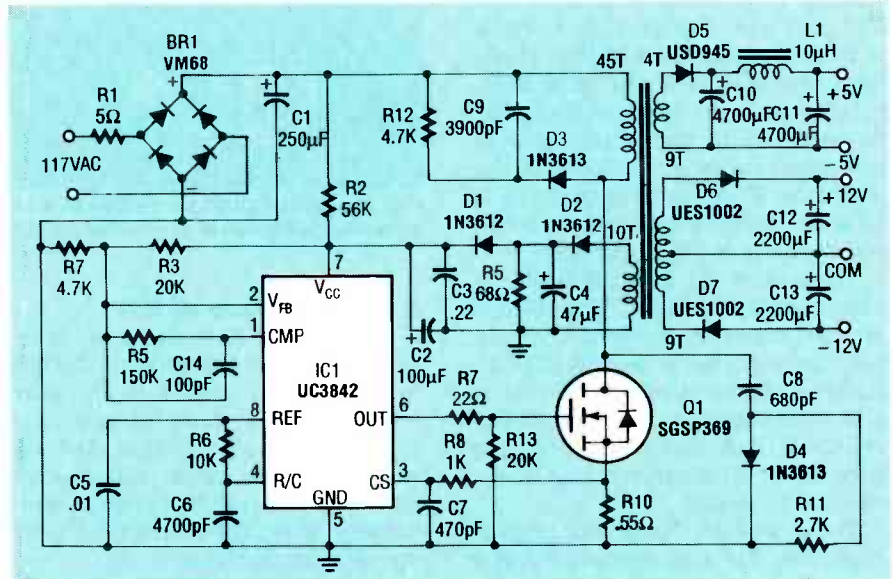 BR1
VM68
+
R1
5Ω
117VAC
-
+
C1
250µF
R12
4.7K
C9
3900pF
D3
1N3613
45T
4T
D5
USD945
L1
10µH
+
C10
4700µF
+
C11
4700µF
+5V
-5V
R2
56K
D1
1N3612
D2
1N3612
10T
9T
D6
UES1002
+
12V
+
C12
2200µF
COM
D7
UES1002
9T
+
C13
2200µF
-12V
R7
4.7K
R3
20K
7
VCC
C3
.22
R5
68Ω
+
C4
47µF
+
C2
100µF
2
VFB
1
CMP
R5
150K
C14
100pF
IC1
UC3842
8
REF
OUT
6
R7
22Ω
Q1
SGSP369
C8
680pF
R6
10K
R13
20K
R8
1K
4
R/C
CS
3
GND
5
C5
.01
C6
4700pF
C7
470pF
R10
.55Ω
D4
1N3613
R11
2.7K